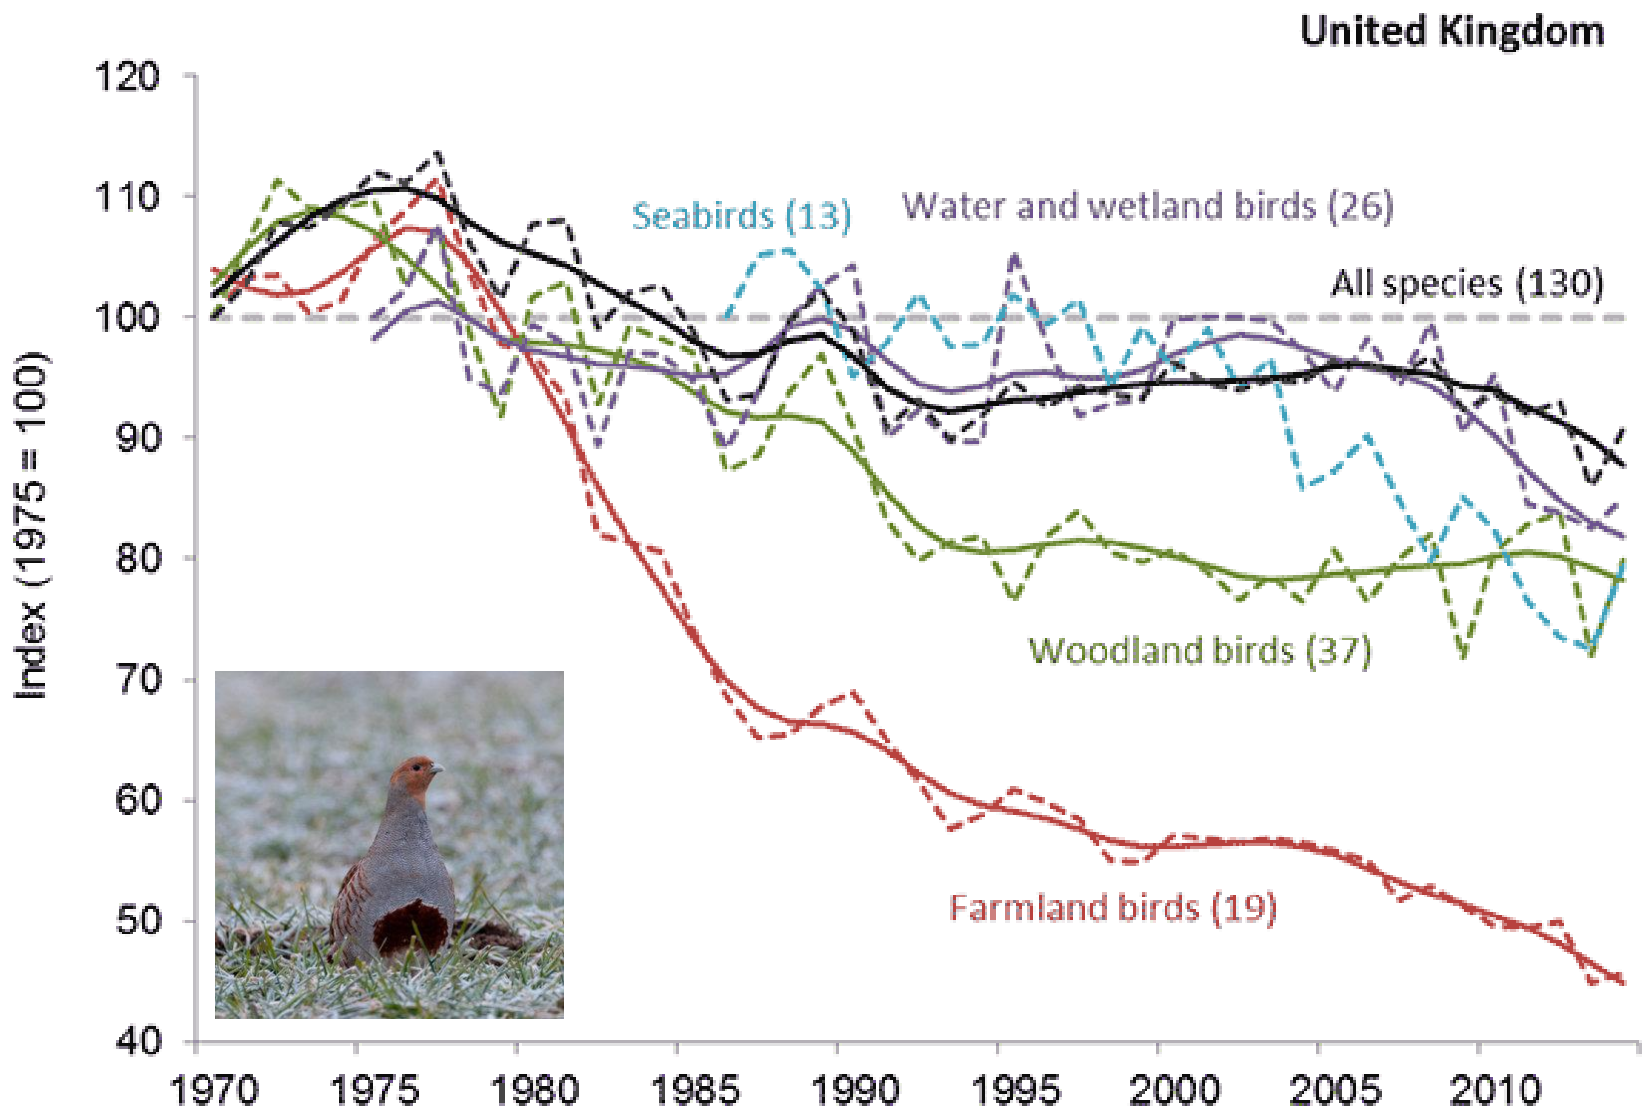 United Kingdom
120
110
100
90
80
70
60
50
40
Index (1975 = 100)
Seabirds (13)
Water and wetland birds (26)
All species (130)
Woodland birds (37)
Farmland birds (19)
1970 1975 1980 1985 1990 1995 2000 2005 2010